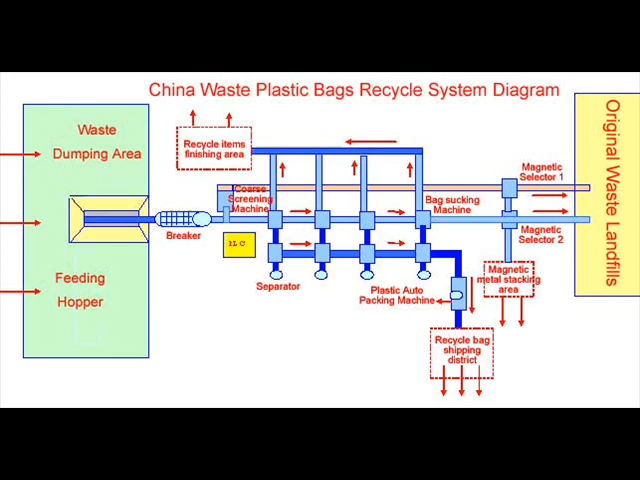 China Waste Plastic Bags Recycle System Diagram
Waste
Dumping Area
Feeding
Hopper
Recycle items
finishing area
Coarse
Screening
Machine
Breaker
Separator
Bag sucking
Machine
Plastic Auto
Packing Machine
Recycle bag
shipping
district
Magnetic
Selector 1
Magnetic
Selector 2
Magnetic
metal stacking
area
Original Waste Landfills